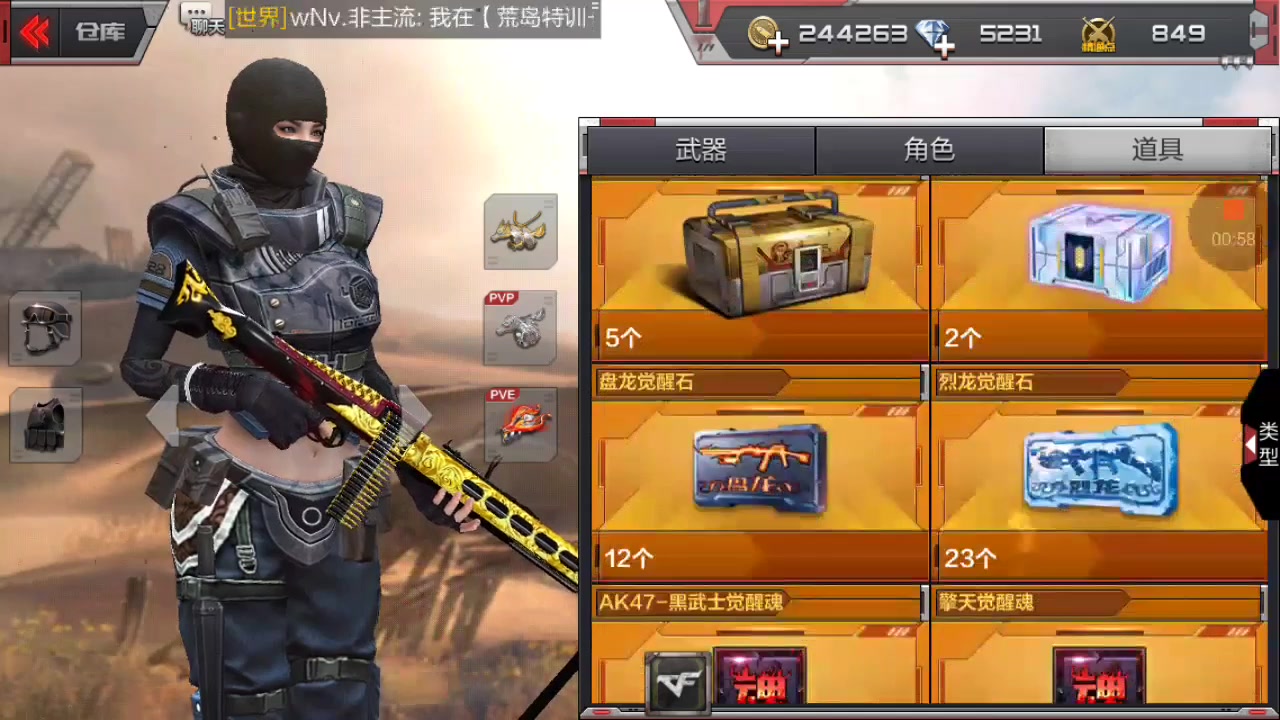 仓库
聊天
[世界]wNv.非主流: 我在【荒岛特训
244263
5231
精通点
849
武器
角色
道具
00:58
5个
2个
PVP
盘龙觉醒石
烈龙觉醒石
PVE
类型
12个
23个
AK47-黑武士觉醒魂
擎天觉醒魂